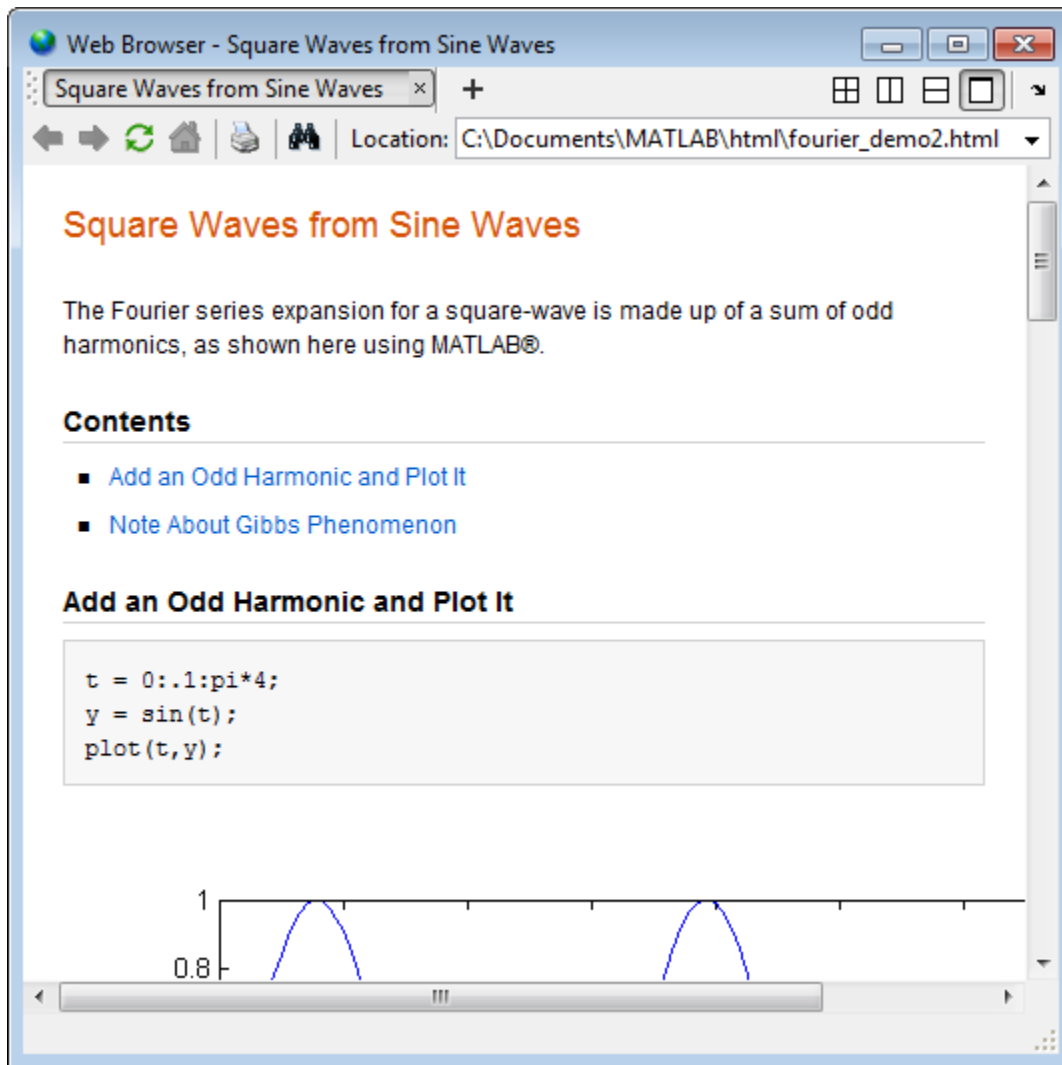 Web Browser - Square Waves from Sine Waves
Square Waves from Sine Waves
Location: C:\Documents\MATLAB\html\fourier_demo2.html
Square Waves from Sine Waves
The Fourier series expansion for a square-wave is made up of a sum of odd
harmonics, as shown here using MATLAB®.
Contents
Add an Odd Harmonic and Plot It
Note About Gibbs Phenomenon
Add an Odd Harmonic and Plot It
t = 0:.1:pi*4;
y = sin(t);
plot(t,y);
1
0.8